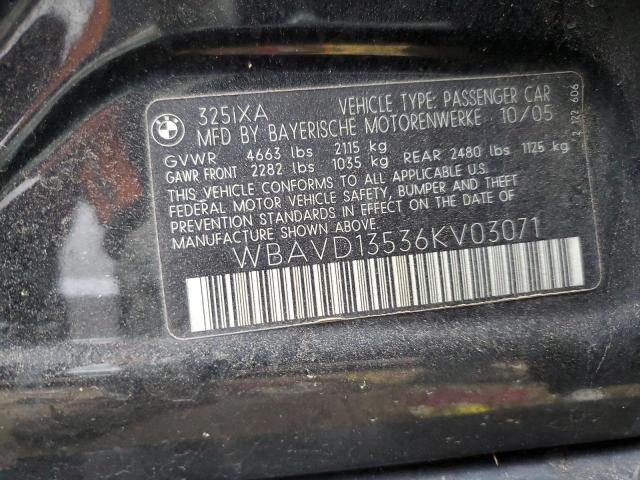 BMW
325iXA VEHICLE TYPE: PASSENGER CAR
MFD BY BAYERISCHE MOTORENWERKE 10/05
GVWR 4663 lbs 2115 kg
GAWR FRONT 2282 lbs 1035 kg REAR 2480 lbs 1125 kg
THIS VEHICLE CONFORMS TO ALL APPLICABLE
FEDERAL MOTOR VEHICLE SAFETY, BUMPER AND THEFT
PREVENTION STANDARDS IN EFFECT ON THE DATE OF
MANUFACTURE SHOWN ABOVE.
WBAVD13536KV03071